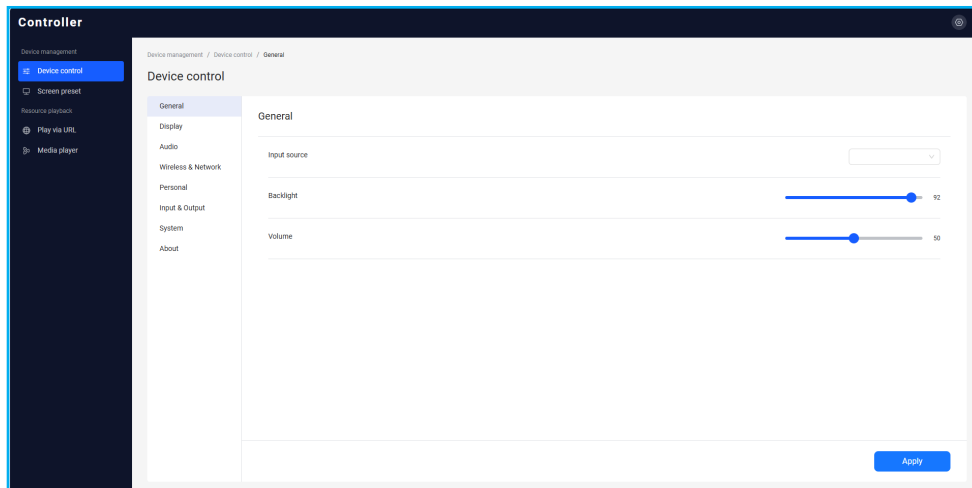 Controller
Device management
Device control
Screen preset
Resource playback
Play via URL
Media player
Device management / Device control / General
Device control
General
Display
Audio
Wireless & Network
Personal
Input & Output
System
About
General
Input source
Backlight
92
Volume
50
Apply